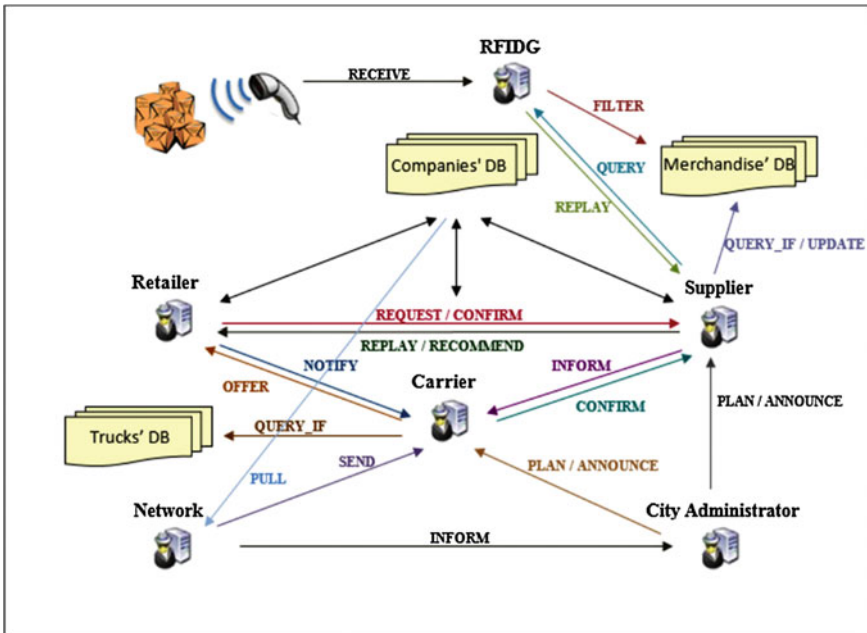 RFIDG
RECEIVE
FILTER
Companies' DB
QUERY
Merchandise' DB
REPLAY
QUERY_IF / UPDATE
Retailer
Supplier
REQUEST / CONFIRM
REPLAY / RECOMMEND
NOTIFY
INFORM
OFFER
Carrier
CONFIRM
PLAN / ANNOUNCE
Trucks' DB
QUERY_IF
PULL
SEND
PLAN / ANNOUNCE
Network
City Administrator
INFORM